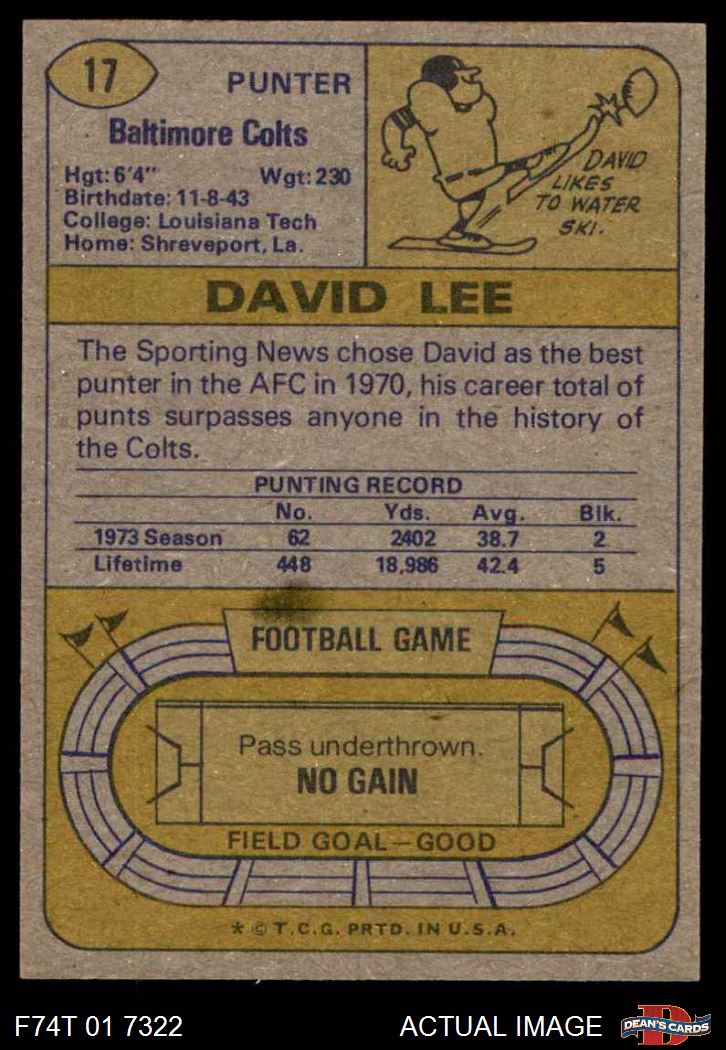 17
PUNTER
Baltimore Colts
Hgt: 6'4" Wgt: 230
Birthdate: 11-8-43
College: Louisiana Tech
Home: Shreveport, La.
DAVID
LIKES
TO WATER
SKI.
DAVID LEE
The Sporting News chose David as the best
punter in the AFC in 1970, his career total of
punts surpasses anyone in the history of
the Colts.
PUNTING RECORD
No. Yds. Avg. Blk.
1973 Season 62 2402 38.7 2
Lifetime 448 18,986 42.4 5
FOOTBALL GAME
Pass underthrown.
NO GAIN
FIELD GOAL—GOOD
* © T.C.G. PRTD. IN U.S.A.
F74T 01 7322 ACTUAL IMAGE
D
DEAN'S CARDS